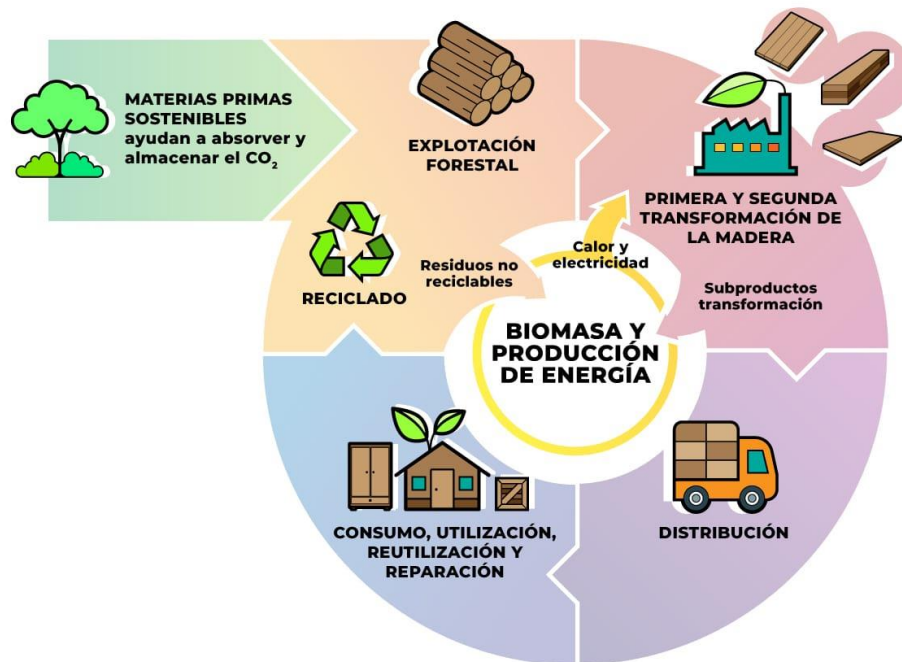 MATERIAS PRIMAS
SOSTENIBLES
ayudan a absorver y
almacenar el CO₂
EXPLOTACIÓN
FORESTAL
PRIMERA Y SEGUNDA
TRANSFORMACIÓN DE
LA MADERA
RECICLADO
Residuos no
reciclables
Calor y
electricidad
Subproductos
transformación
BIOMASA Y
PRODUCCIÓN
DE ENERGÍA
CONSUMO, UTILIZACIÓN,
REUTILIZACIÓN Y
REPARACIÓN
DISTRIBUCIÓN